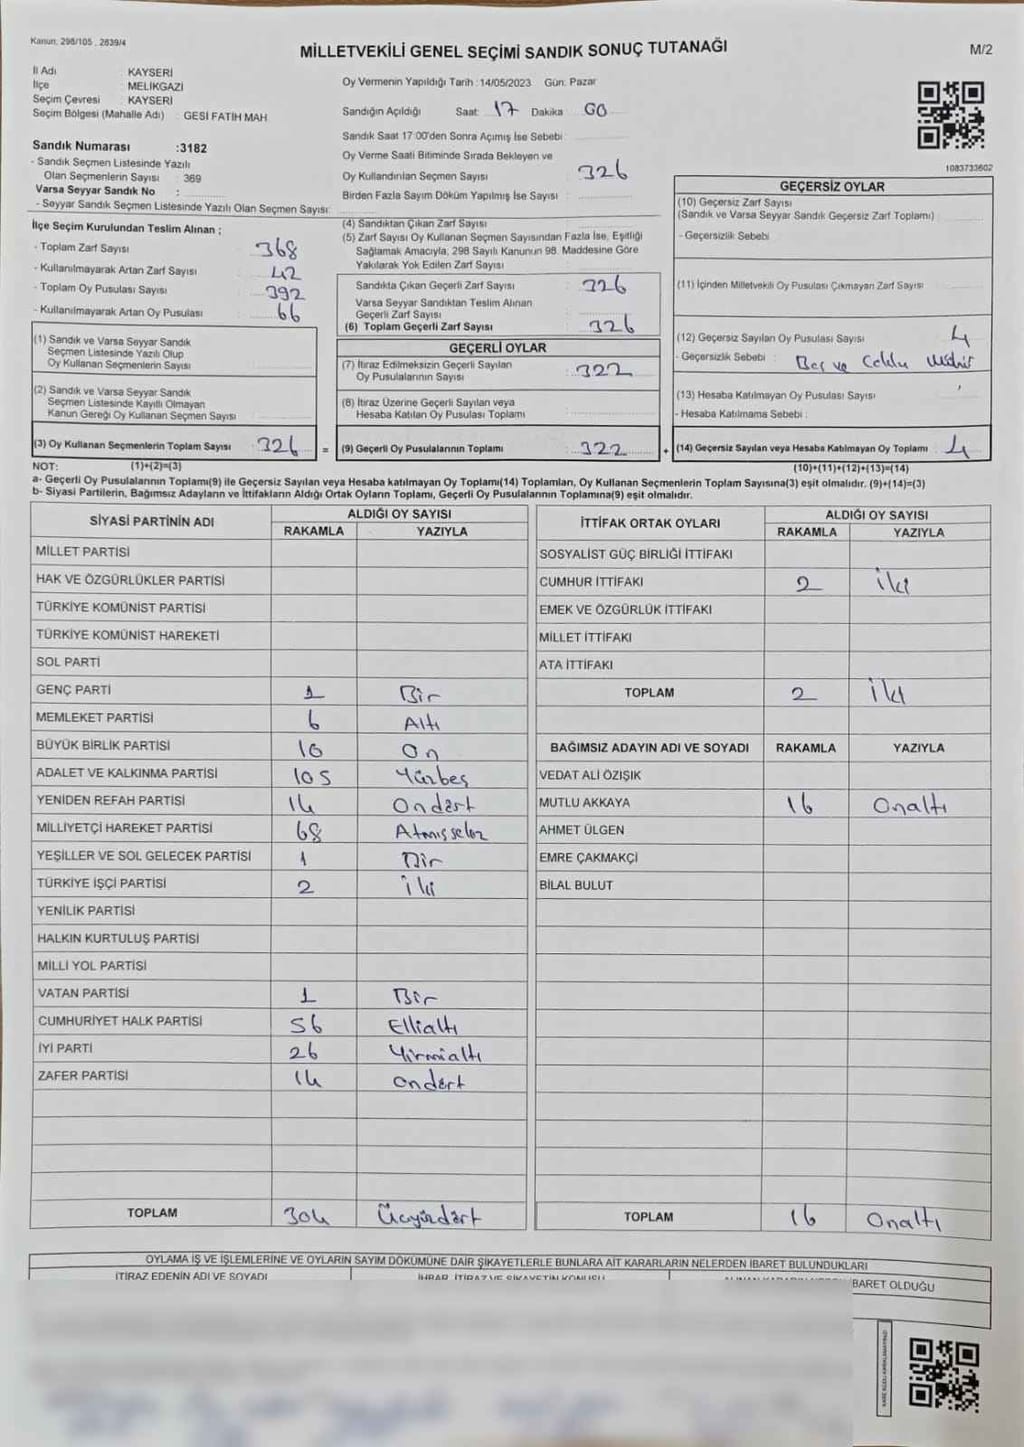 Kanun: 298/105 , 2839/4
MİLLETVEKİLİ GENEL SEÇİMİ SANDIK SONUÇ TUTANAĞI
M/2
İl Adı KAYSERİ
İlçe MELİKGAZİ
Seçim Çevresi KAYSERİ
Seçim Bölgesi (Mahalle Adı) : GESİ FATİH MAH
Oy Vermenin Yapıldığı Tarih : 14/05/2023 Gün: Pazar
Sandığın Açıldığı Saat: 17 Dakika 00
Sandık Saat 17:00'den Sonra Açımış İse Sebebi
Sandık Numarası :3182
- Sandık Seçmen Listesinde Yazılı
Olan Seçmenlerin Sayısı : 369
Varsa Seyyar Sandık No :
- Seyyar Sandık Seçmen Listesinde Yazılı Olan Seçmen Sayısı:
Oy Verme Saati Bitiminde Sırada Bekleyen ve
Oy Kullandırılan Seçmen Sayısı : 326
Birden Fazla Sayım Döküm Yapılmış İse Sayısı
1083733602
İlçe Seçim Kurulundan Teslim Alınan ;
- Toplam Zarf Sayısı 368
- Kullanılmayarak Artan Zarf Sayısı 42
- Toplam Oy Pusulası Sayısı 392
- Kullanılmayarak Artan Oy Pusulası 66
(4) Sandıktan Çıkan Zarf Sayısı
(5) Zarf Sayısı Oy Kullanan Seçmen Sayısından Fazla İse, Eşitliği
Sağlamak Amacıyla, 298 Sayılı Kanunun 98. Maddesine Göre
Yakılarak Yok Edilen Zarf Sayısı
Sandıkta Çıkan Geçerli Zarf Sayısı 326
Varsa Seyyar Sandıktan Teslim Alınan
Geçerli Zarf Sayısı
(6) Toplam Geçerli Zarf Sayısı 326
GEÇERSİZ OYLAR
(10) Geçersiz Zarf Sayısı
(Sandık ve Varsa Seyyar Sandık Geçersiz Zarf Toplamı)
- Geçersizlik Sebebi
(11) İçinden Milletvekili Oy Pusulası Çıkmayan Zarf Sayısı
(12) Geçersiz Sayılan Oy Pusulası Sayısı 4
- Geçersizlik Sebebi : Boş ve
(13) Hesaba Katılmayan Oy Pusulası Sayısı
- Hesaba Katılmama Sebebi :
(1) Sandık ve Varsa Seyyar Sandık
Seçmen Listesinde Yazılı Olup
Oy Kullanan Seçmenlerin Sayısı
(2) Sandık ve Varsa Seyyar Sandık
Seçmen Listesinde Kayıtlı Olmayan
Kanun Gereği Oy Kullanan Seçmen Sayısı
GEÇERLİ OYLAR
(7) İtiraz Edilmeksizin Geçerli Sayılan
Oy Pusulalarının Sayısı 322
(8) İtiraz Üzerine Geçerli Sayılan veya
Hesaba Katılan Oy Pusulası Toplamı
(3) Oy Kullanan Seçmenlerin Toplam Sayısı 326 = (9) Geçerli Oy Pusulalarının Toplamı 322 + (14) Geçersiz Sayılan veya Hesaba Katılmayan Oy Toplamı : 4
NOT: (1)+(2)=(3) (10)+(11)+(12)+(13)=(14)
a- Geçerli Oy Pusulalarının Toplamı(9) ile Geçersiz Sayılan veya Hesaba katılmayan Oy Toplamı(14) Toplamları, Oy Kullanan Seçmenlerin Toplam Sayısına(3) eşit olmalıdır. (9)+(14)=(3)
b- Siyasi Partilerin, Bağımsız Adayların ve İttifakların Aldığı Ortak Oyların Toplamı, Geçerli Oy Pusulalarının Toplamına(9) eşit olmalıdır.
SİYASİ PARTİNİN ADI ALDIĞI OY SAYISI
RAKAMLA YAZIYLA
MİLLET PARTİSİ
HAK VE ÖZGÜRLÜKLER PARTİSİ
TÜRKİYE KOMÜNİST PARTİSİ
TÜRKİYE KOMÜNİST HAREKETİ
SOL PARTİ
GENÇ PARTİ 1 Bir
MEMLEKET PARTİSİ 6 Altı
BÜYÜK BİRLİK PARTİSİ 10 On
ADALET VE KALKINMA PARTİSİ 105 Yüzbeş
YENİDEN REFAH PARTİSİ 14 Ondört
MİLLİYETÇİ HAREKET PARTİSİ 68 Atmışsekiz
YEŞİLLER VE SOL GELECEK PARTİSİ 1 Bir
TÜRKİYE İŞÇİ PARTİSİ 2 İki
YENİLİK PARTİSİ
HALKIN KURTULUŞ PARTİSİ
MİLLİ YOL PARTİSİ
VATAN PARTİSİ 1 Bir
CUMHURİYET HALK PARTİSİ 56 Ellialtı
İYİ PARTİ 26 Yirmialtı
ZAFER PARTİSİ 14 Ondört
TOPLAM 304 Üçyüzdört
İTTİFAK ORTAK OYLARI ALDIĞI OY SAYISI
RAKAMLA YAZIYLA
SOSYALİST GÜÇ BİRLİĞİ İTTİFAKI
CUMHUR İTTİFAKI 2 İki
EMEK VE ÖZGÜRLÜK İTTİFAKI
MİLLET İTTİFAKI
ATA İTTİFAKI
TOPLAM 2 İki
BAĞIMSIZ ADAYIN ADI VE SOYADI RAKAMLA YAZIYLA
VEDAT ALİ ÖZIŞIK
MUTLU AKKAYA 16 Onaltı
AHMET ÜLGEN
EMRE ÇAKMAKÇİ
BİLAL BULUT
TOPLAM 16 Onaltı
OYLAMA İŞ VE İŞLEMLERİNE VE OYLARIN SAYIM DÖKÜMÜNE DAİR ŞİKAYETLERLE BUNLARA AİT KARARLARIN NELERDEN İBARET BULUNDUKLARI
İTİRAZ EDENİN ADI VE SOYADI
İHBAR, İTİRAZ VE ŞİKAYETİN KONUSU
BARET OLDUĞU